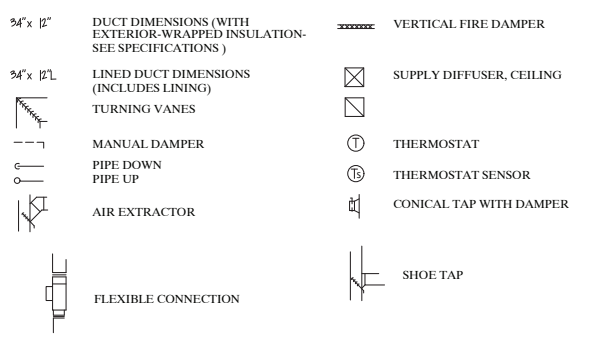 34"x 12"
DUCT DIMENSIONS (WITH
EXTERIOR-WRAPPED INSULATION-
SEE SPECIFICATIONS )
34"x 12"L
LINED DUCT DIMENSIONS
(INCLUDES LINING)
TURNING VANES
MANUAL DAMPER
PIPE DOWN
PIPE UP
AIR EXTRACTOR
FLEXIBLE CONNECTION
VERTICAL FIRE DAMPER
SUPPLY DIFFUSER, CEILING
T
THERMOSTAT
Ts
THERMOSTAT SENSOR
CONICAL TAP WITH DAMPER
SHOE TAP